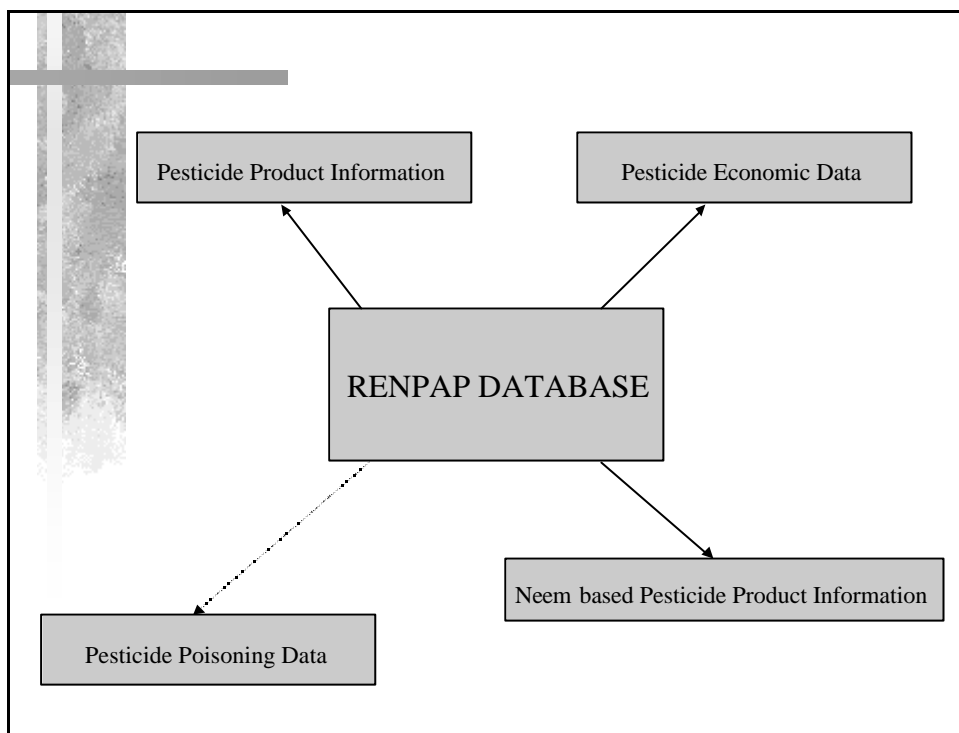 Pesticide Product Information
Pesticide Economic Data
RENPAP DATABASE
Neem based Pesticide Product Information
Pesticide Poisoning Data